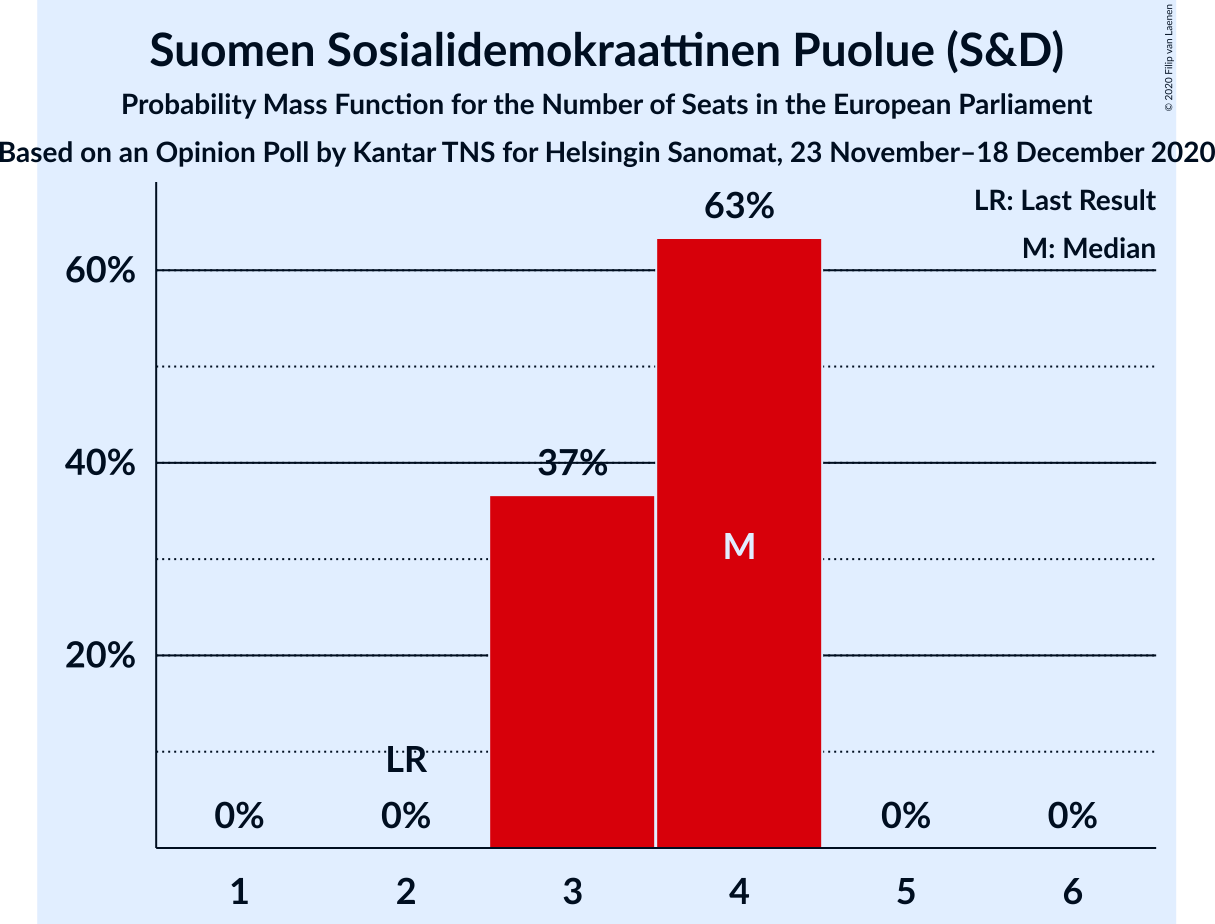 Suomen Sosialidemokraattinen Puolue (S&D)
Probability Mass Function for the Number of Seats in the European Parliament
Based on an Opinion Poll by Kantar TNS for Helsingin Sanomat, 23 November–18 December 2020
© 2020 Filip van Laenen
LR: Last Result
M: Median
63%
60%
37%
40%
M
20%
LR
0%
0%
0%
0%
1
2
3
4
5
6